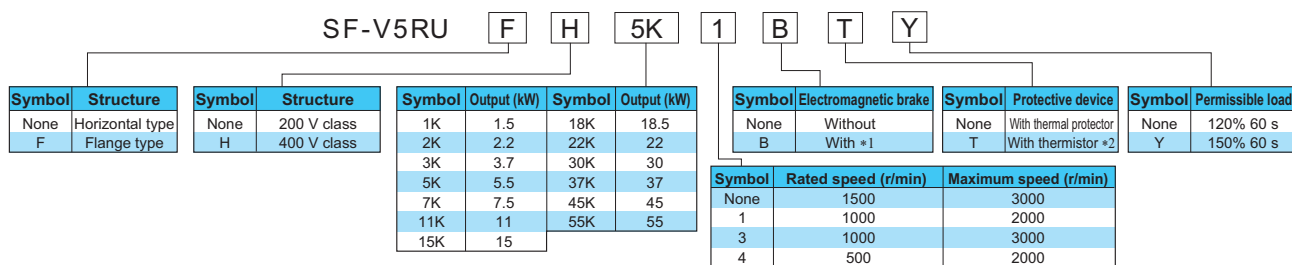 SF-V5RU F H 5K 1 B T Y
Symbol Structure
None Horizontal type
F Flange type
Symbol Structure
None 200 V class
H 400 V class
Symbol Output (kW) Symbol Output (kW)
1K 1.5 18K 18.5
2K 2.2 22K 22
3K 3.7 30K 30
5K 5.5 37K 37
7K 7.5 45K 45
11K 11 55K 55
15K 15
Symbol Electromagnetic brake
None Without
B With *1
Symbol Protective device
None With thermal protector
T With thermistor *2
Symbol Permissible load
None 120% 60 s
Y 150% 60 s
Symbol Rated speed (r/min) Maximum speed (r/min)
None 1500 3000
1 1000 2000
3 1000 3000
4 500 2000